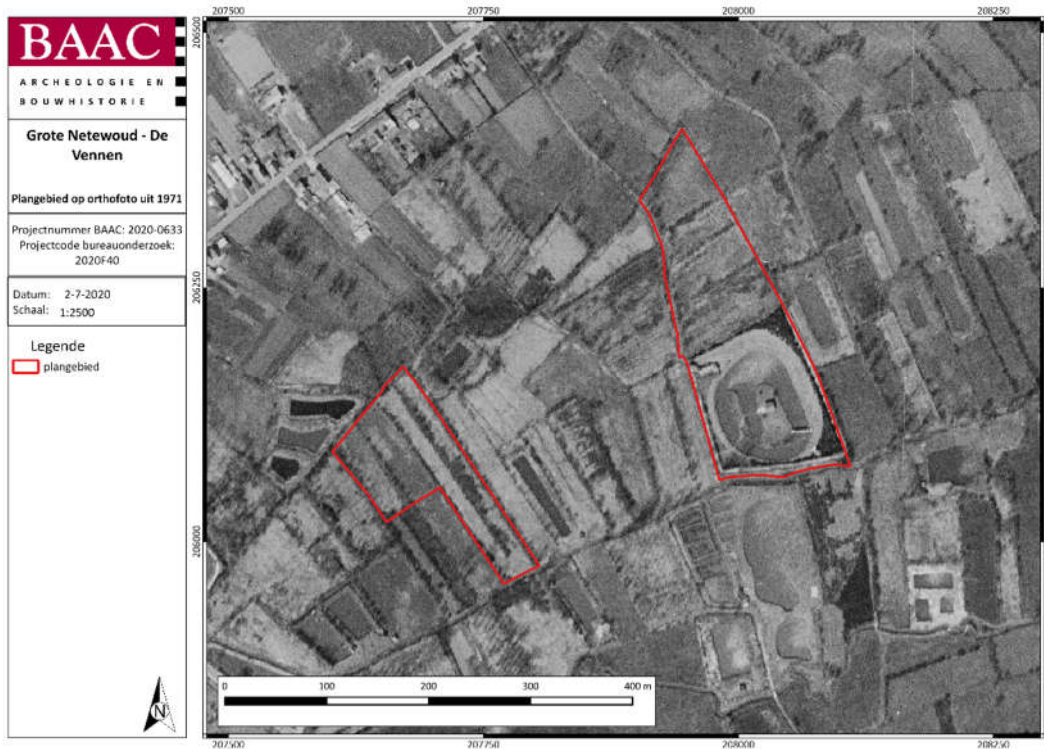 BAAC
ARCHEOLOGIE EN
BOUWHISTORIE
Grote Netewoud - De
Vennen
Plangebied op orthofoto uit 1971
Projectnummer BAAC: 2020-0633
Projectcode bureauonderzoek:
2020F40
Datum: 2-7-2020
Schaal: 1:2500
Legende
plangebied
N
207500 207750 208000 208250
206500
206250
206000
0 100 200 300 400 m
207500 207750 208000 208250